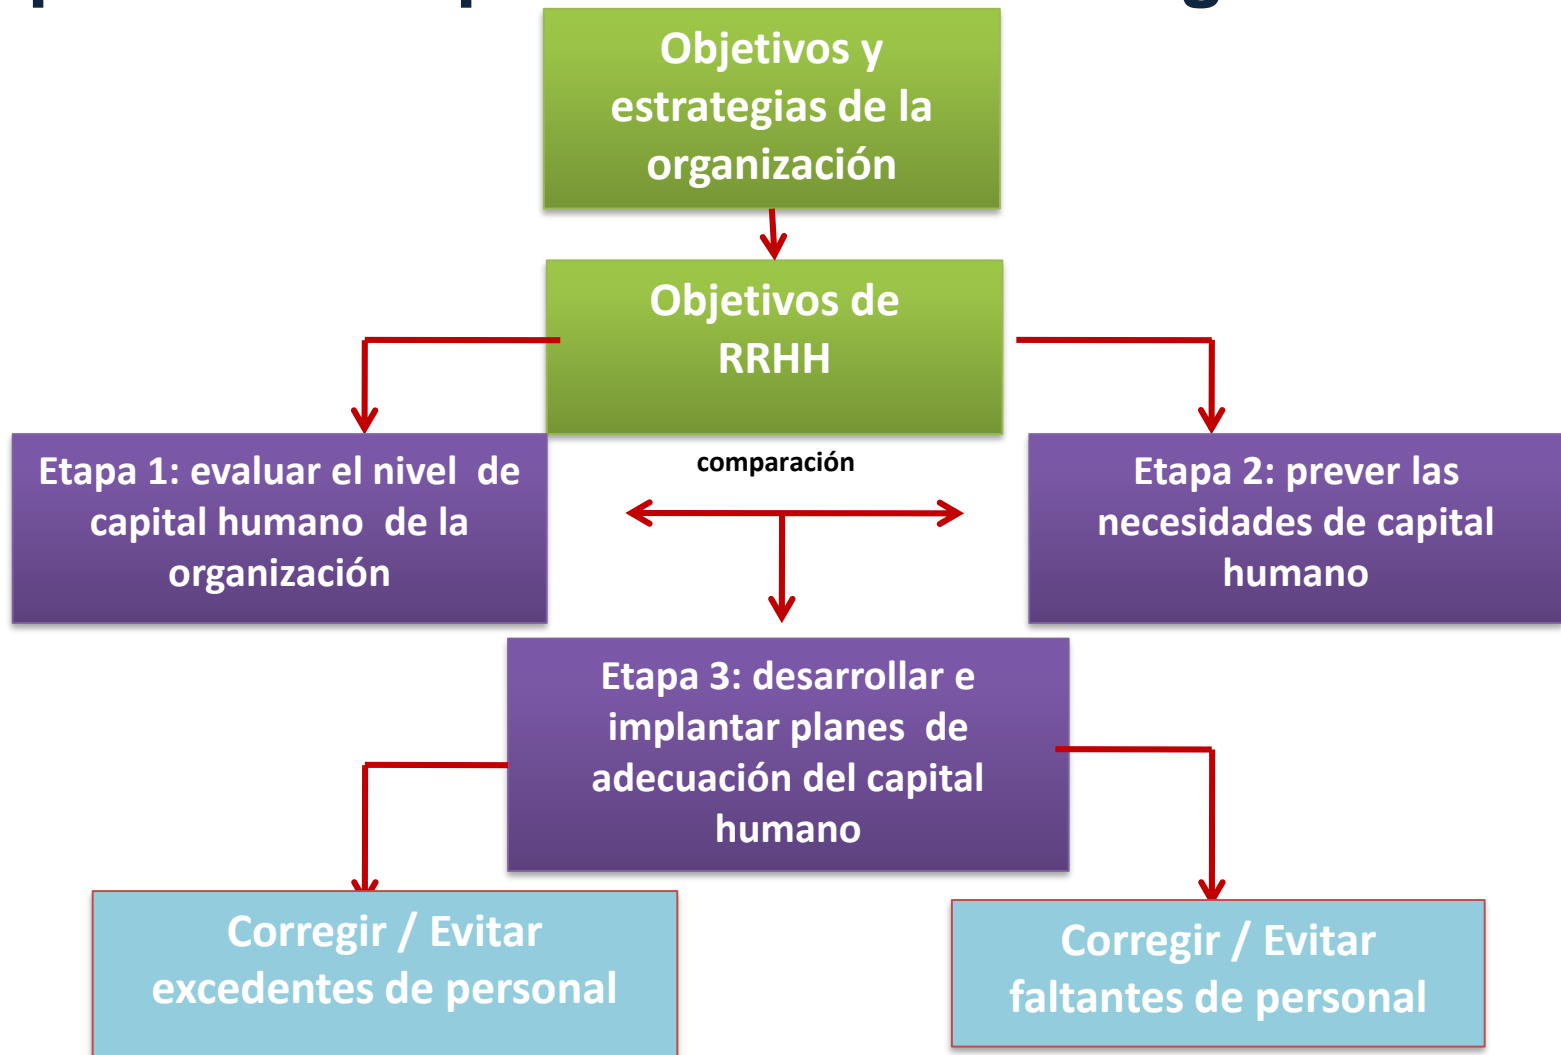 Objetivos y
estrategias de la
organización
Objetivos de
RRHH
Etapa 1: evaluar el nivel de
capital humano de la
organización
comparación
Etapa 2: prever las
necesidades de capital
humano
Etapa 3: desarrollar e
implantar planes de
adecuación del capital
humano
Corregir / Evitar
excedentes de personal
Corregir / Evitar
faltantes de personal